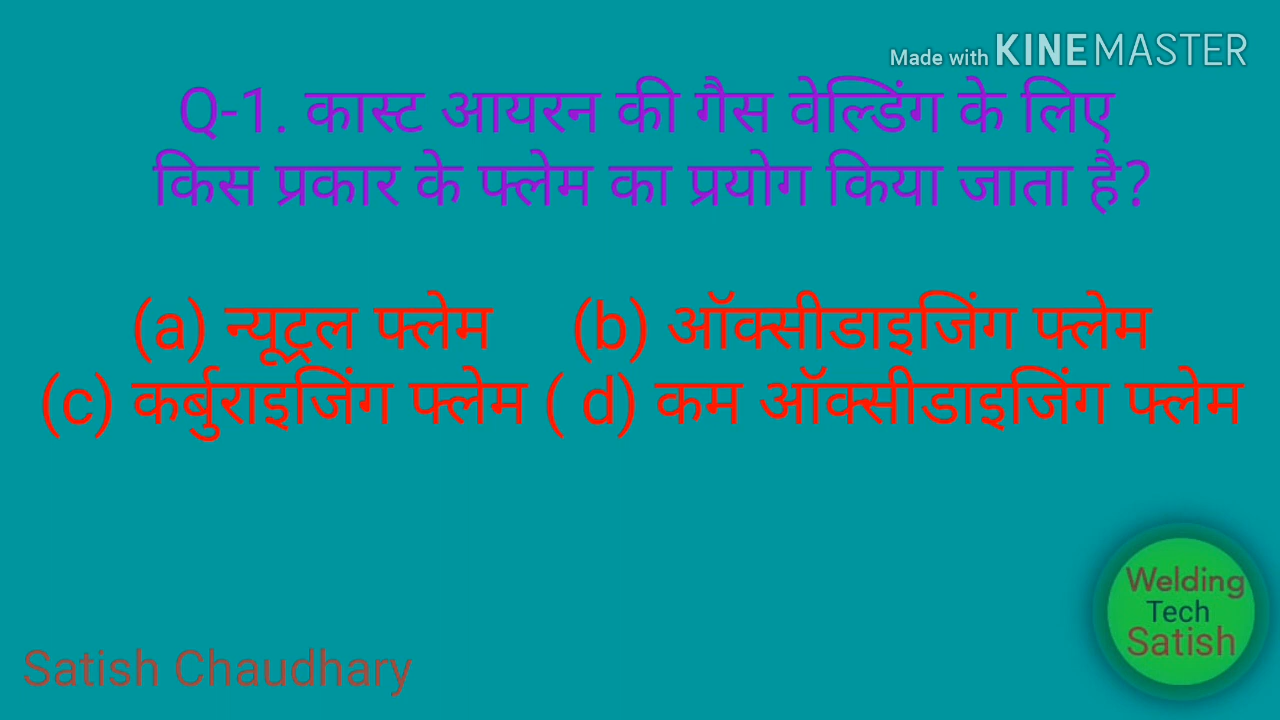 Made with KINEMASTER
Q-1. कास्ट आयरन की गैस वेल्डिंग के लिए
किस प्रकार के फ्लेम का प्रयोग किया जाता है?
(a) न्यूट्रल फ्लेम (b) ऑक्सीडाइजिंग फ्लेम
(c) कर्बुराइजिंग फ्लेम ( d) कम ऑक्सीडाइजिंग फ्लेम
Welding
Tech
Satish
Satish Chaudhary